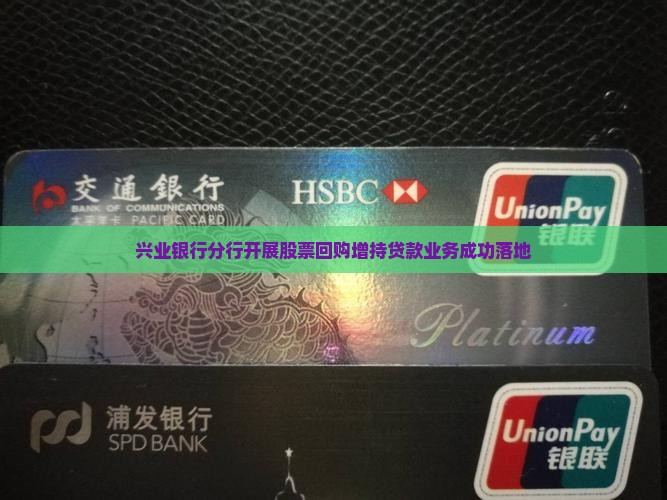 交通銀行
BANK OF COMMUNICATIONS
太平洋卡 PACIFIC CARD
HSBC
UnionPay
银联
兴业银行分行开展股票回购增持贷款业务成功落地
Platinum
浦发银行
SPD BANK
UnionPay
银联